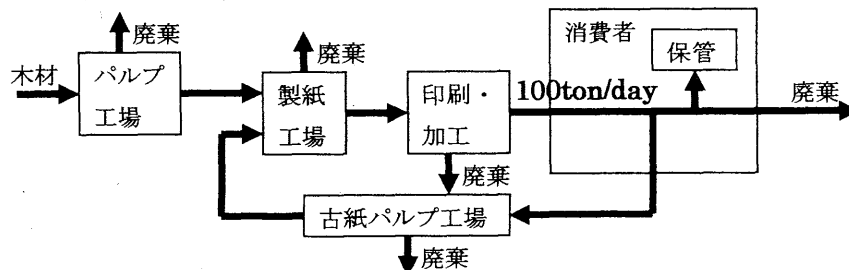 廃棄
木材
パルプ
工場
廃棄
製紙
工場
印刷・
加工
100ton/day
消費者
保管
廃棄
廃棄
古紙パルプ工場
廃棄